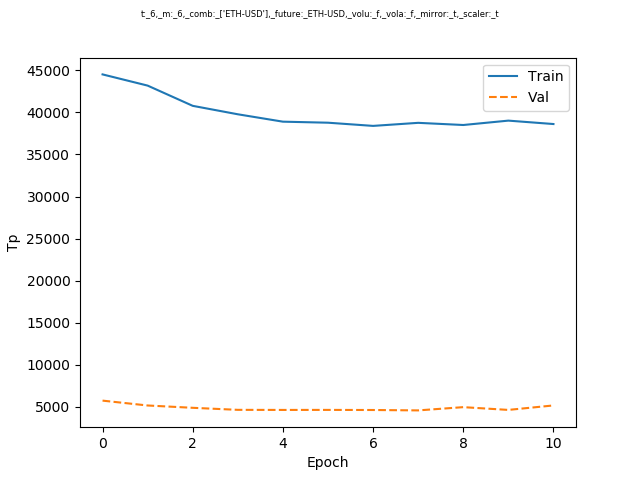 t:_6,_m:_6,_comb:_['ETH-USD'],_future:_ETH-USD,_volu:_f,_vola:_f,_mirror:_t,_scaler:_t
Train
Val
45000
40000
35000
30000
25000
20000
15000
10000
5000
Tp
0 2 4 6 8 10
Epoch